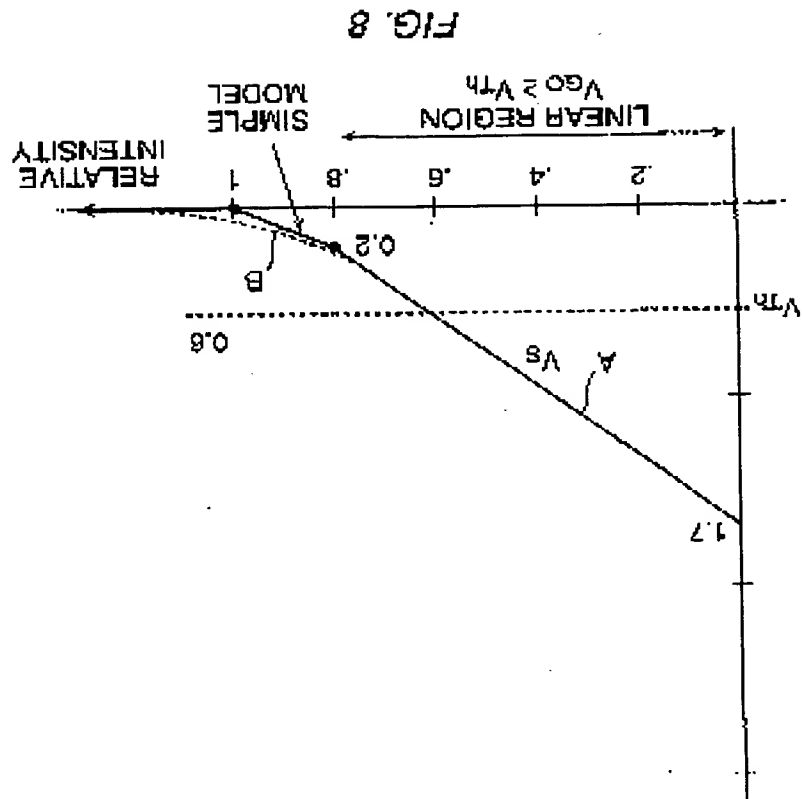 1.7
A
V_S
0.6
V_Th
B
0.2
.2 .4 .6 .8 1
RELATIVE
INTENSITY
LINEAR REGION
V_GO ≥ V_Th
SIMPLE
MODEL
FIG. 8